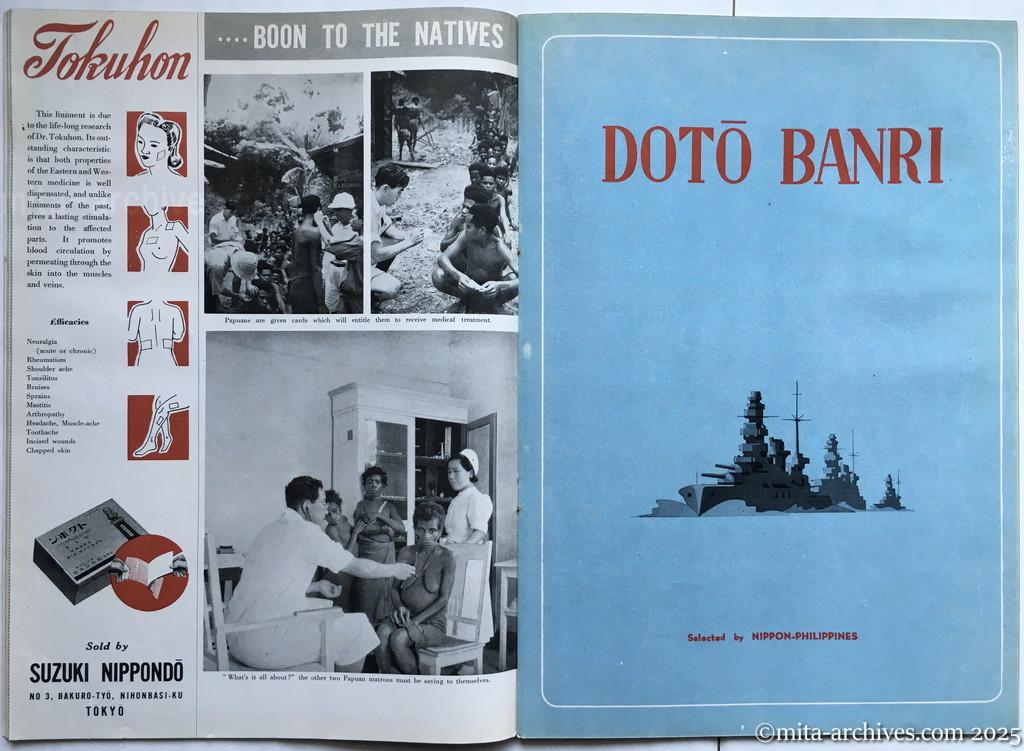 Tokuhon
This liniment is due
to the life-long research
of Dr. Tokuhon. Its out-
standing characteristic
is that both properties
of the Eastern and Wes-
tern medicine is well
dispensated, and unlike
liniments of the past,
gives a lasting stimula-
tion to the affected
parts. It promotes
blood circulation by
permeating through the
skin into the muscles
and veins.
Efficacies
Neuralgia
(acute or chronic)
Rheumatism
Shoulder ache
Tonsilitus
Bruises
Sprains
Mastitis
Arthropathy
Headache, Muscle-ache
Toothache
Incised wounds
Chapped skin
ンホクト
Sold by
SUZUKI NIPPONDŌ
NO 3, BAKURO-TYŌ, NIHONBASI-KU
TOKYŌ
....BOON TO THE NATIVES
Papuans are given cards which will entitle them to receive medical treatment.
"What's it all about?" the other two Papuan matrons must be saying to themselves.
DOTŌ BANRI
Selected by NIPPON-PHILIPPINES
©mita-archives.com 2025